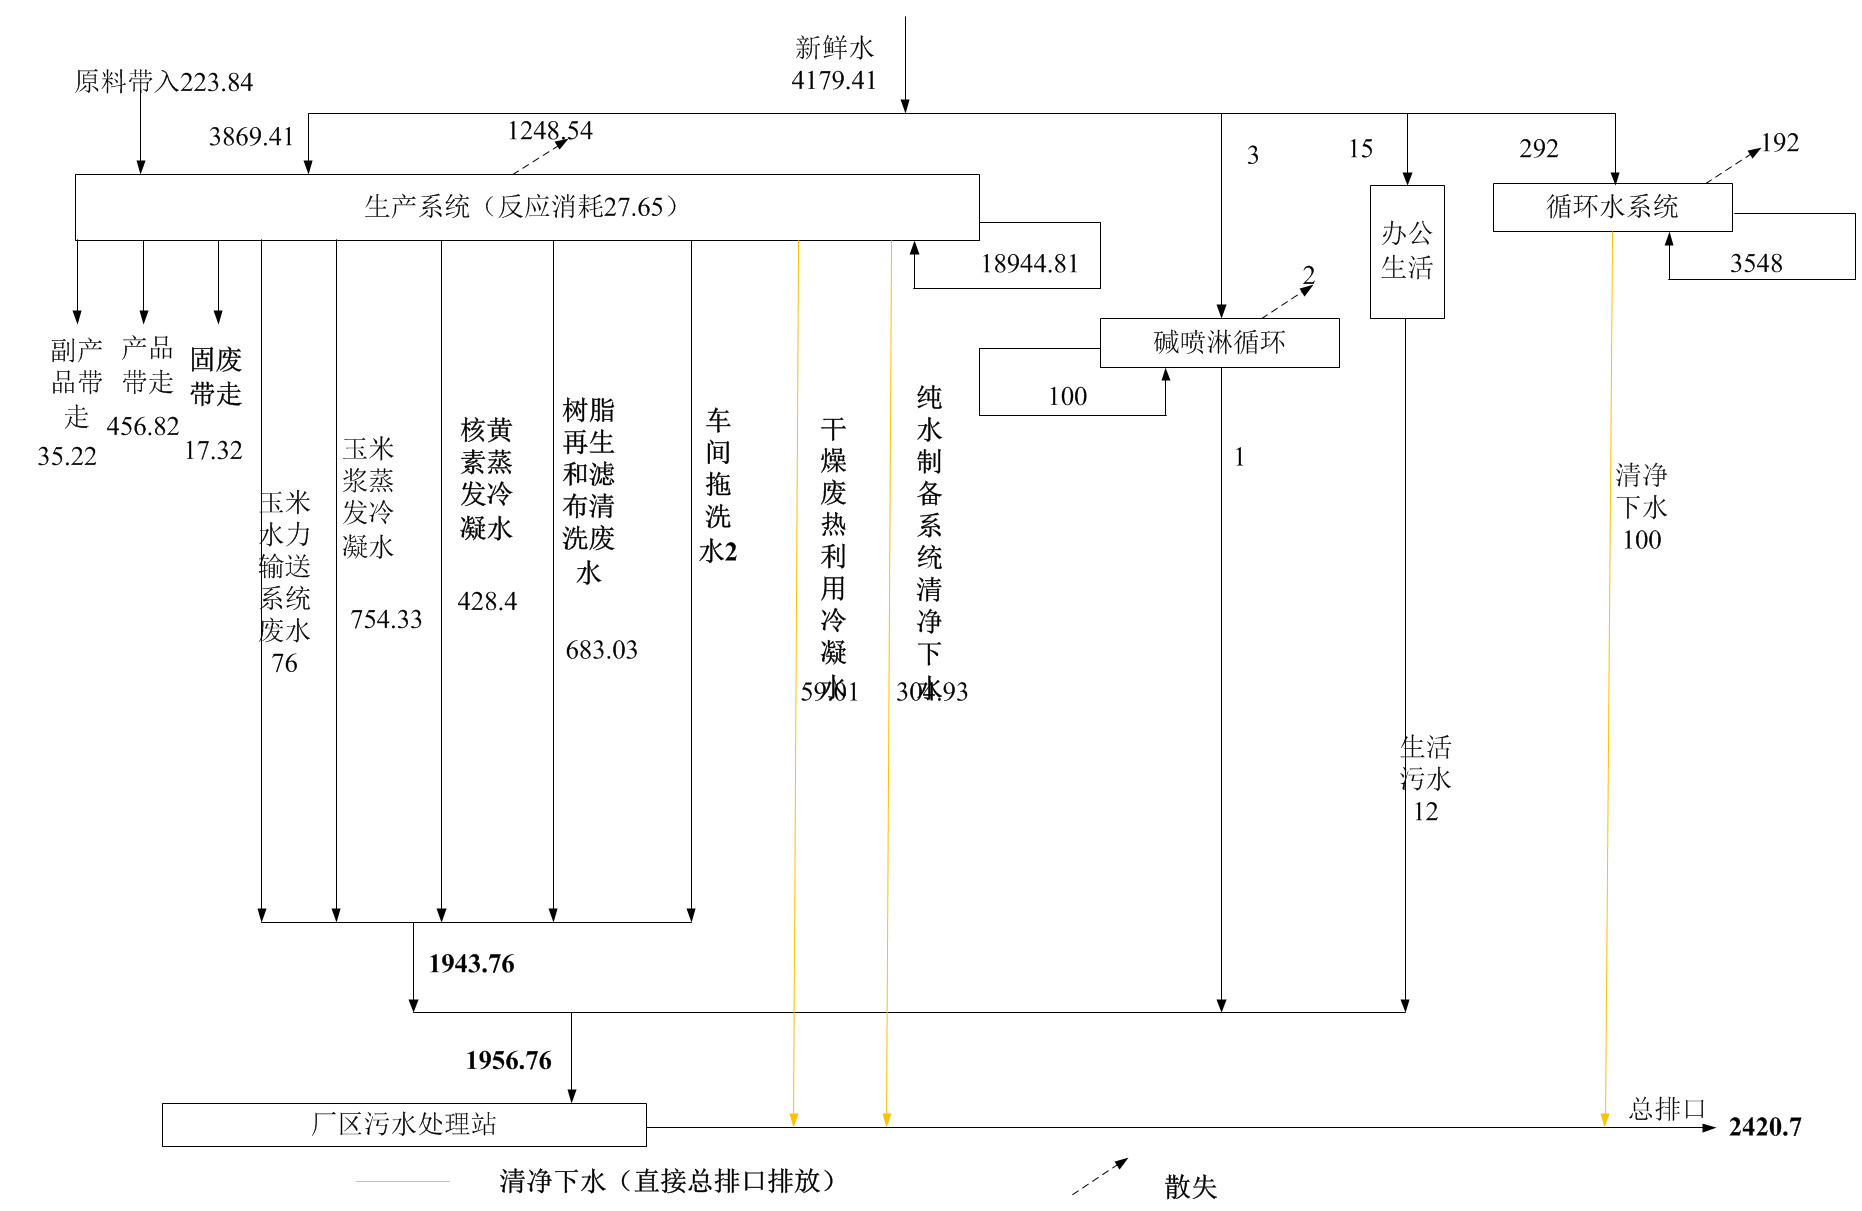 新鲜水
4179.41
原料带入223.84
3869.41
1248.54
3
15
292
192
生产系统（反应消耗27.65）
18944.81
办公
生活
循环水系统
3548
2
碱喷淋循环
100
1
副产
品带
走
35.22
产品
带走
456.82
固废
带走
17.32
玉米
水力
输送
系统
废水
76
玉米
浆蒸
发冷
凝水
754.33
核黄
素蒸
发冷
凝水
428.4
树脂
再生
和滤
布清
洗废
水
683.03
车
间
拖
洗
水2
干
燥
废
热
利
用
冷
凝
水
59.01
纯
水
制
备
系
统
清
净
下
水
304.93
清净
下水
100
生活
污水
12
1943.76
1956.76
厂区污水处理站
总排口
2420.7
清净下水（直接总排口排放）
散失